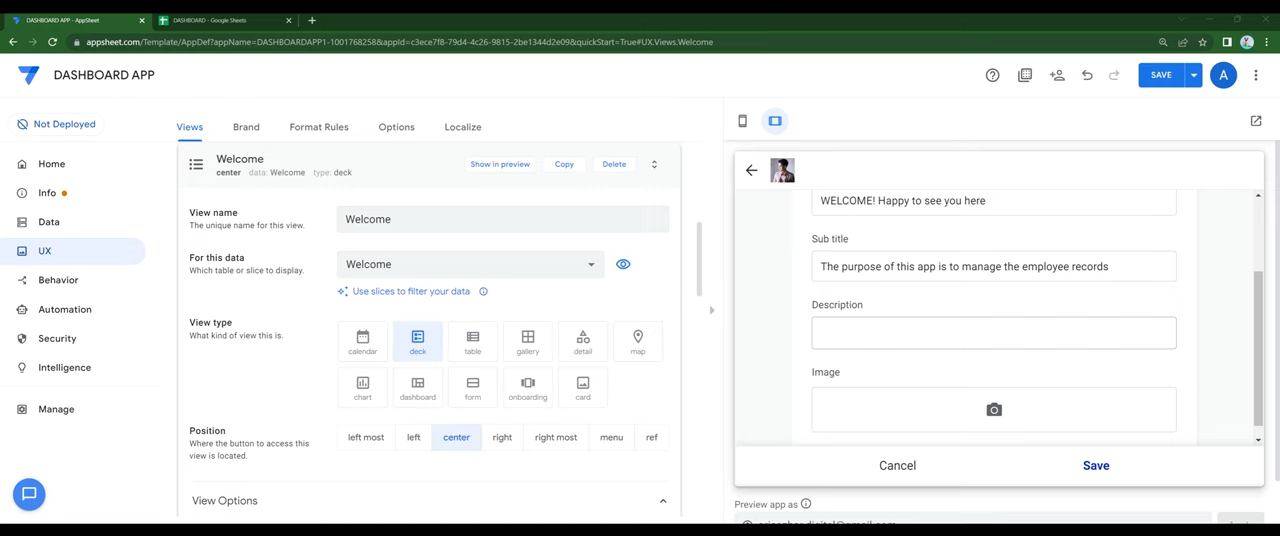 DASHBOARD APP - AppSheet
DASHBOARD - Google Sheets
appsheet.com/Template/AppDef?appName=DASHBOARDAPP1-1001768258&appId=c3ece7f8-79d4-4c26-9815-2be1344d2e09&quickStart=True#UX.Views.Welcome
DASHBOARD APP
SAVE
A
Not Deployed
Home
Info
Data
UX
Behavior
Automation
Security
Intelligence
Manage
Views
Brand
Format Rules
Options
Localize
Welcome
center data: Welcome type: deck
Show in preview
Copy
Delete
View name
The unique name for this view.
Welcome
For this data
Which table or slice to display.
Welcome
Use slices to filter your data
View type
What kind of view this is.
calendar
deck
table
gallery
detail
map
chart
dashboard
form
onboarding
card
Position
Where the button to access this
view is located.
left most
left
center
right
right most
menu
ref
View Options
WELCOME! Happy to see you here
Sub title
The purpose of this app is to manage the employee records
Description
Image
Cancel
Save
Preview app as